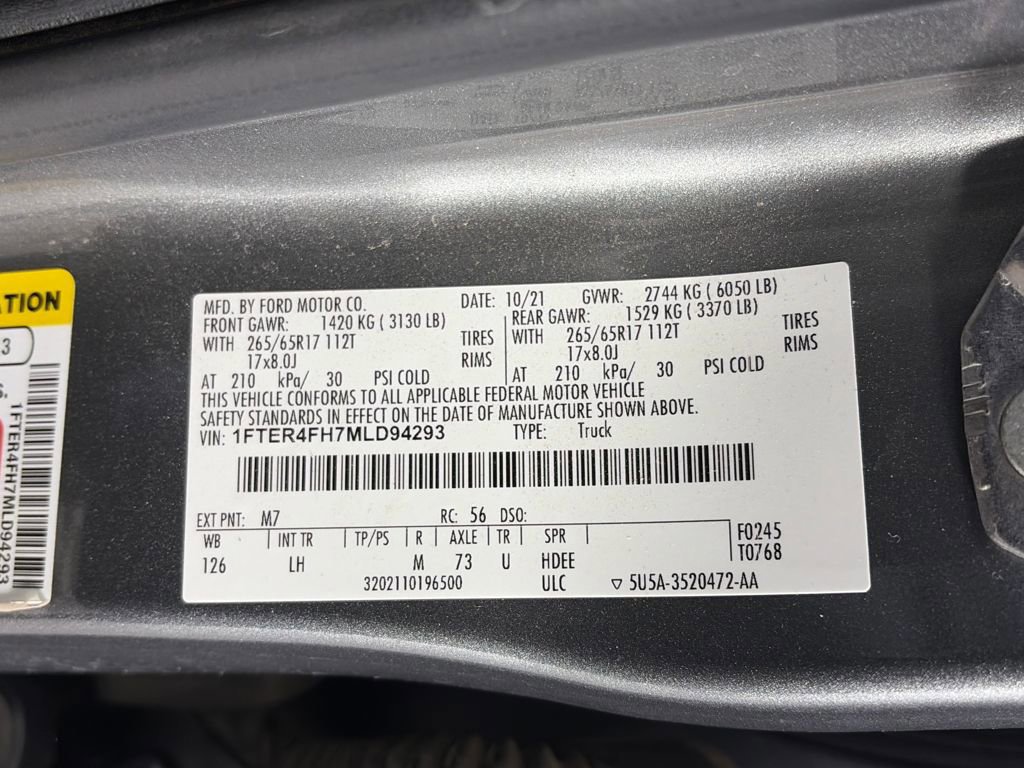 ATION
3
1FTER4FH7MLD94293
MFD. BY FORD MOTOR CO. DATE: 10/21 GVWR: 2744 KG ( 6050 LB)
FRONT GAWR: 1420 KG ( 3130 LB) REAR GAWR: 1529 KG ( 3370 LB)
WITH 265/65R17 112T TIRES WITH 265/65R17 112T TIRES
17x8.0J RIMS 17x8.0J RIMS
AT 210 kPa/ 30 PSI COLD AT 210 kPa/ 30 PSI COLD
THIS VEHICLE CONFORMS TO ALL APPLICABLE FEDERAL MOTOR VEHICLE
SAFETY STANDARDS IN EFFECT ON THE DATE OF MANUFACTURE SHOWN ABOVE.
VIN: 1FTER4FH7MLD94293 TYPE: Truck
EXT PNT: M7 RC: 56 DSO:
WB INT TR TP/PS R AXLE TR SPR F0245
126 LH M 73 U HDEE T0768
3202110196500 ULC ▽ 5U5A-3520472-AA